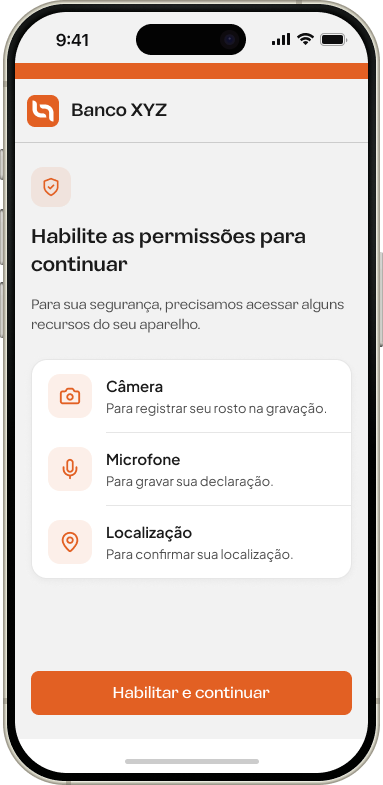 9:41
Banco XYZ
Habilite as permissões para
continuar
Para sua segurança, precisamos acessar alguns
recursos do seu aparelho.
Câmera
Para registrar seu rosto na gravação.
Microfone
Para gravar sua declaração.
Localização
Para confirmar sua localização.
Habilitar e continuar